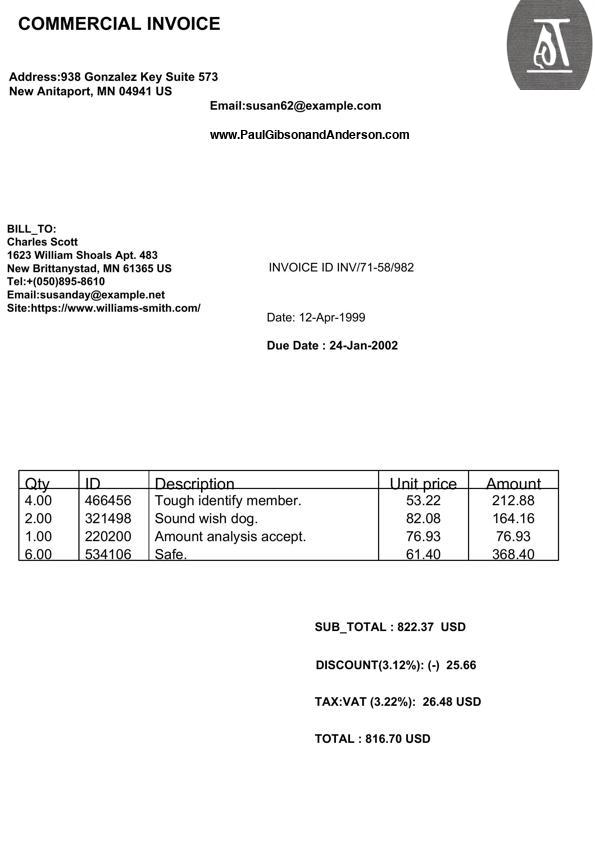 COMMERCIAL INVOICE
Address:938 Gonzalez Key Suite 573
New Anitaport, MN 04941 US
Email:susan62@example.com
www.PaulGibsonandAnderson.com
BILL_TO:
Charles Scott
1623 William Shoals Apt. 483
New Brittanystad, MN 61365 US
Tel:+(050)895-8610
Email:susanday@example.net
Site:https://www.williams-smith.com/
INVOICE ID INV/71-58/982
Date: 12-Apr-1999
Due Date : 24-Jan-2002
Qty ID Description Unit price Amount
4.00 466456 Tough identify member. 53.22 212.88
2.00 321498 Sound wish dog. 82.08 164.16
1.00 220200 Amount analysis accept. 76.93 76.93
6.00 534106 Safe. 61.40 368.40
SUB_TOTAL : 822.37 USD
DISCOUNT(3.12%): (-) 25.66
TAX:VAT (3.22%): 26.48 USD
TOTAL : 816.70 USD